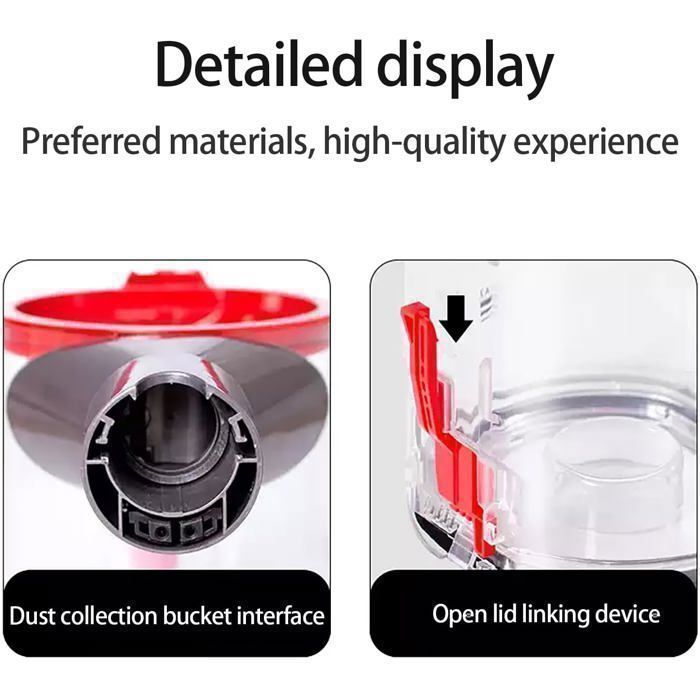 Detailed display
Preferred materials, high-quality experience
Dust collection bucket interface
Open lid linking device